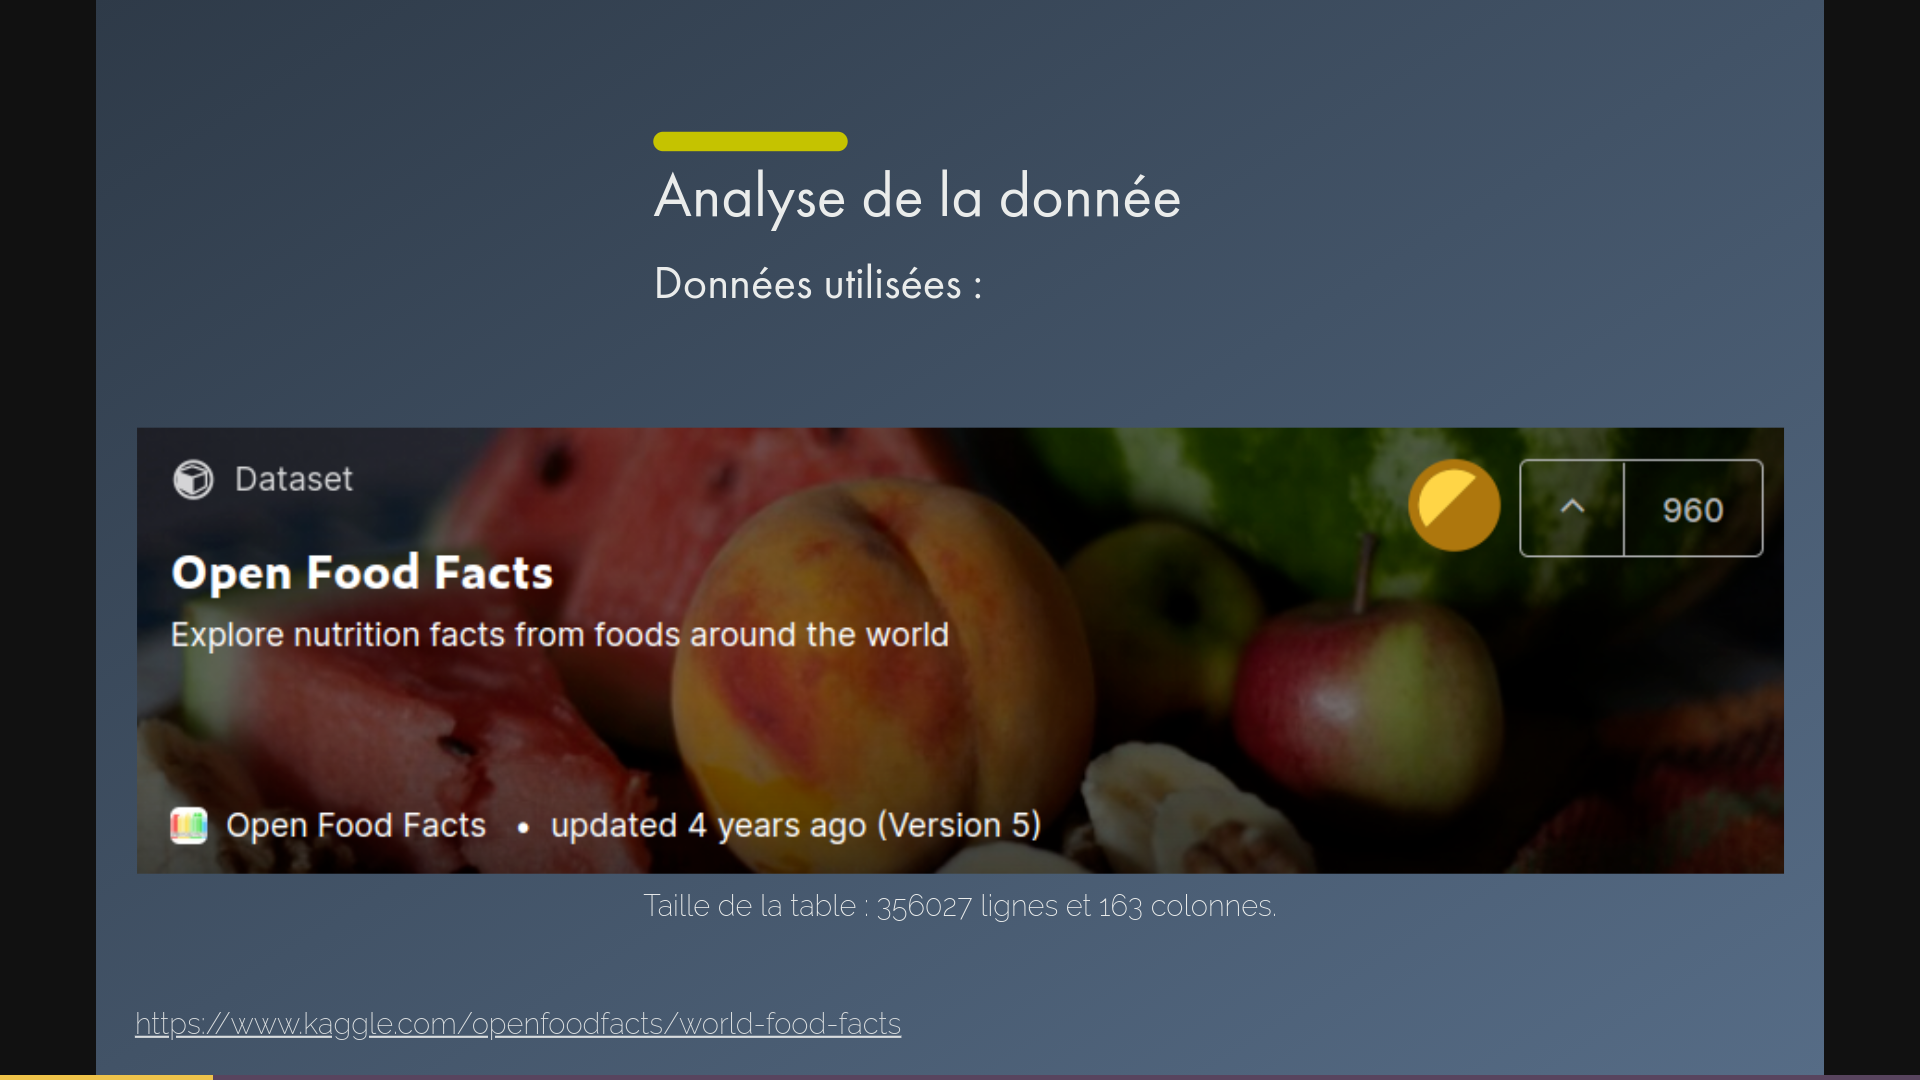 Analyse de la donnée
Données utilisées :
Dataset
960
Open Food Facts
Explore nutrition facts from foods around the world
Open Food Facts • updated 4 years ago (Version 5)
Taille de la table : 356027 lignes et 163 colonnes.
https://www.kaggle.com/openfoodfacts/world-food-facts